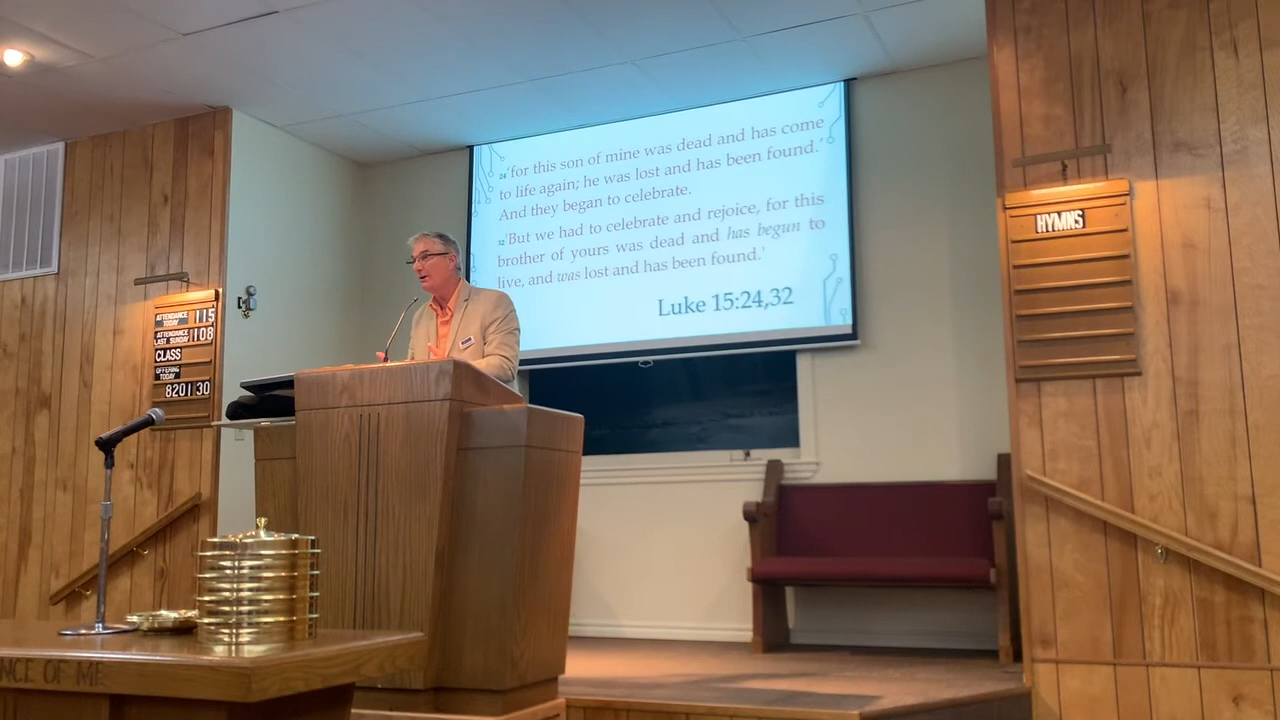 24'for this son of mine was dead and has come
to life again; he was lost and has been found.'
And they began to celebrate.
32'But we had to celebrate and rejoice, for this
brother of yours was dead and has begun to
live, and was lost and has been found.'
Luke 15:24,32
HYMNS
ATTENDANCE
TODAY 115
ATTENDANCE
LAST SUNDAY 108
CLASS
OFFERING
TODAY
8201 30
NCE OF ME